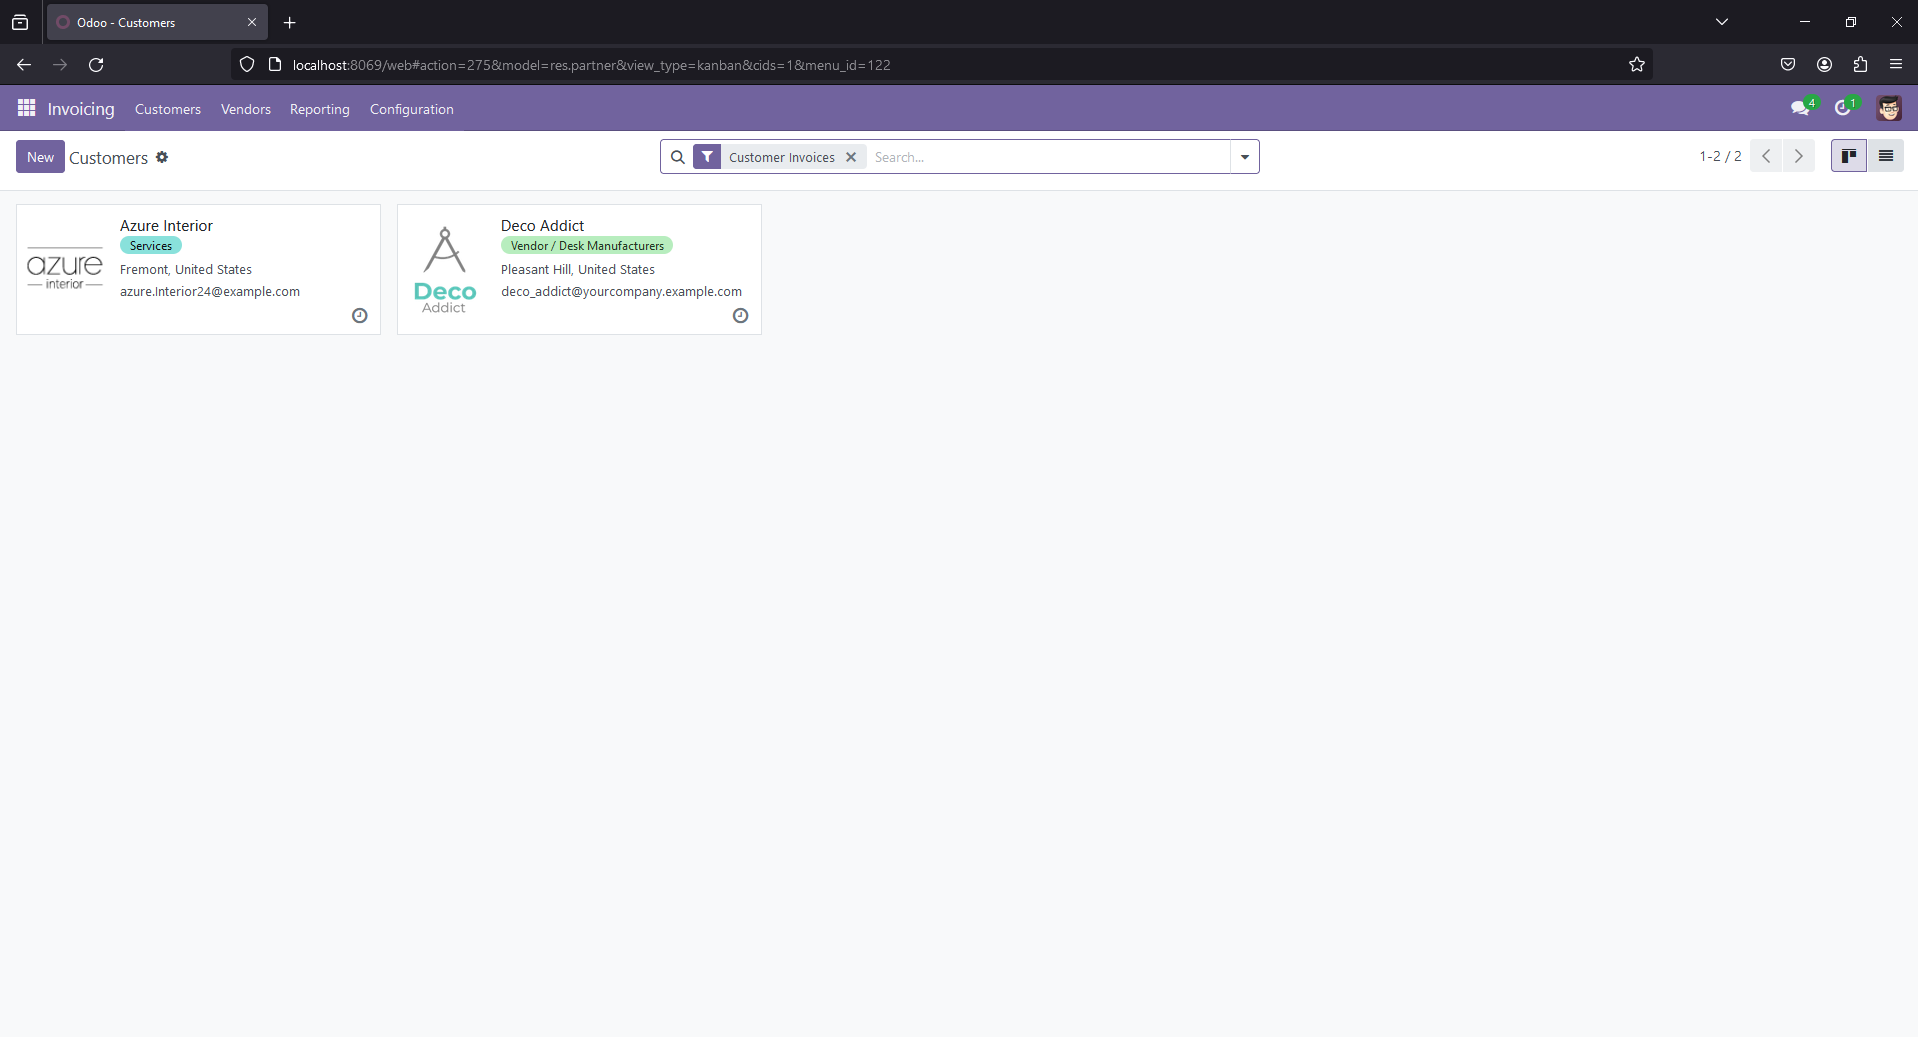 Odoo - Customers
localhost:8069/web#action=275&model=res.partner&view_type=kanban&cids=1&menu_id=122
Invoicing Customers Vendors Reporting Configuration 4 1
New Customers Customer Invoices Search... 1-2 / 2
azure
interior
Azure Interior
Services
Fremont, United States
azure.Interior24@example.com
Deco
Addict
Deco Addict
Vendor / Desk Manufacturers
Pleasant Hill, United States
deco_addict@yourcompany.example.com